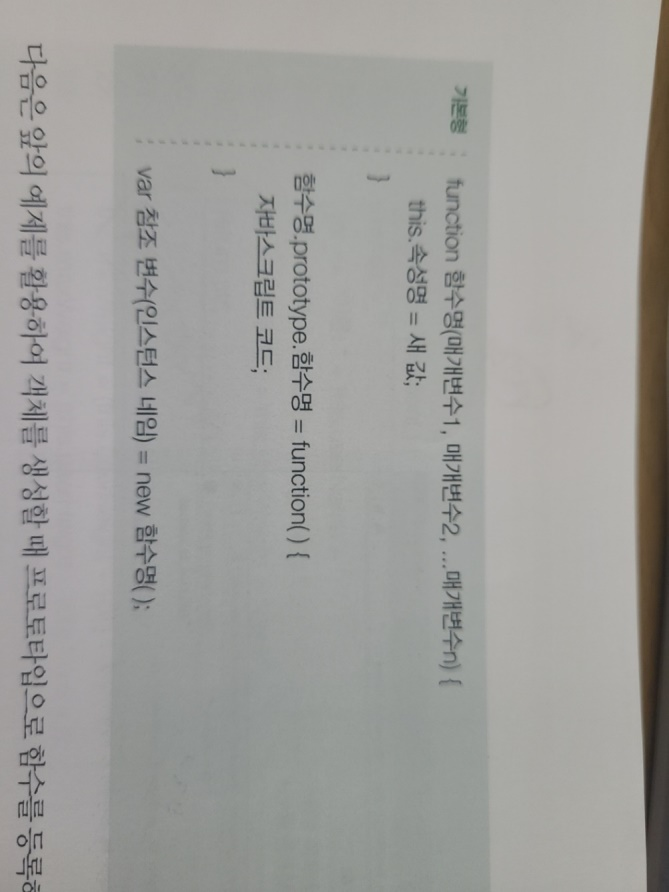 기본형
function 함수명(매개변수1, 매개변수2, ...매개변수n) {
this.속성명 = 새 값;
}
함수명.prototype.함수명 = function( ) {
자바스크립트 코드;
}
var 참조 변수(인스턴스 네임) = new 함수명( );
다음은 앞의 예제를 활용하여 객체를 생성할 때 프로토타입으로 함수를